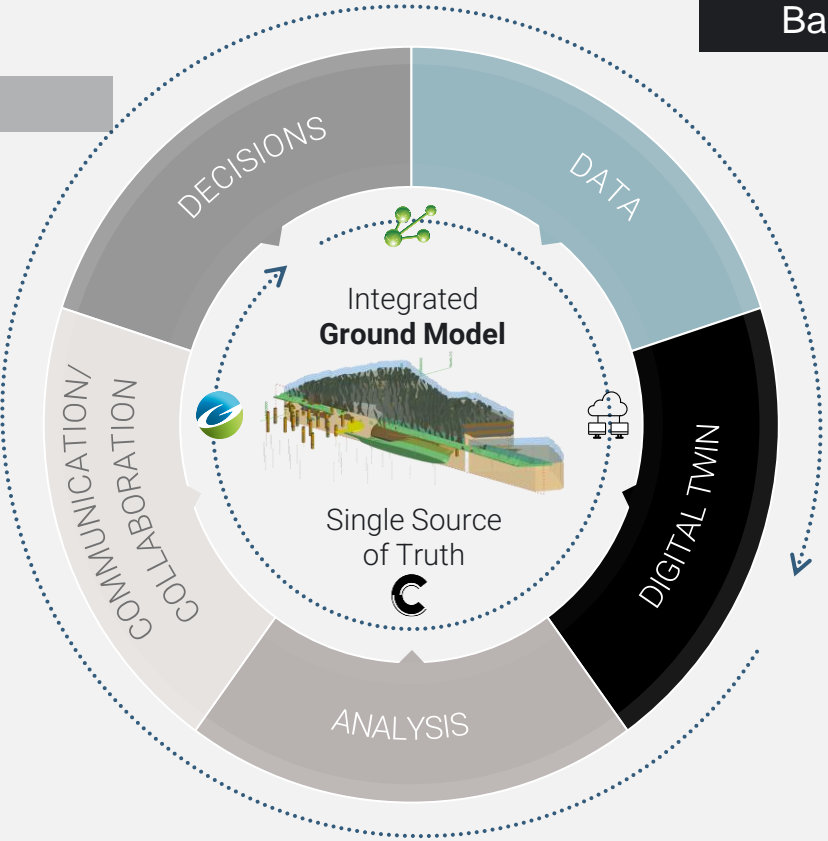 Ba
DECISIONS
DATA
Integrated
Ground Model
COMMUNICATION/
COLLABORATION
DIGITAL TWIN
Single Source
of Truth
ANALYSIS